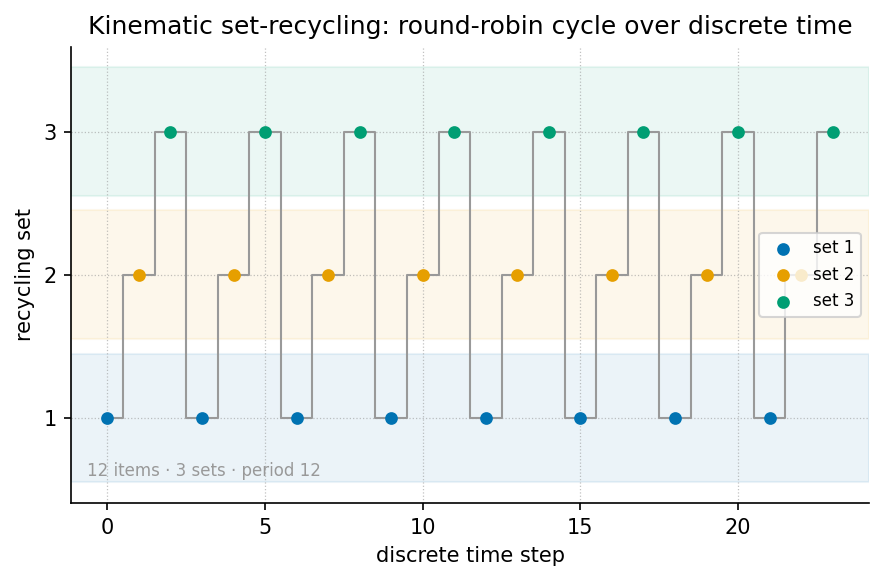 Kinematic set-recycling: round-robin cycle over discrete time
recycling set
3
2
1
set 1
set 2
set 3
12 items · 3 sets · period 12
0 5 10 15 20
discrete time step